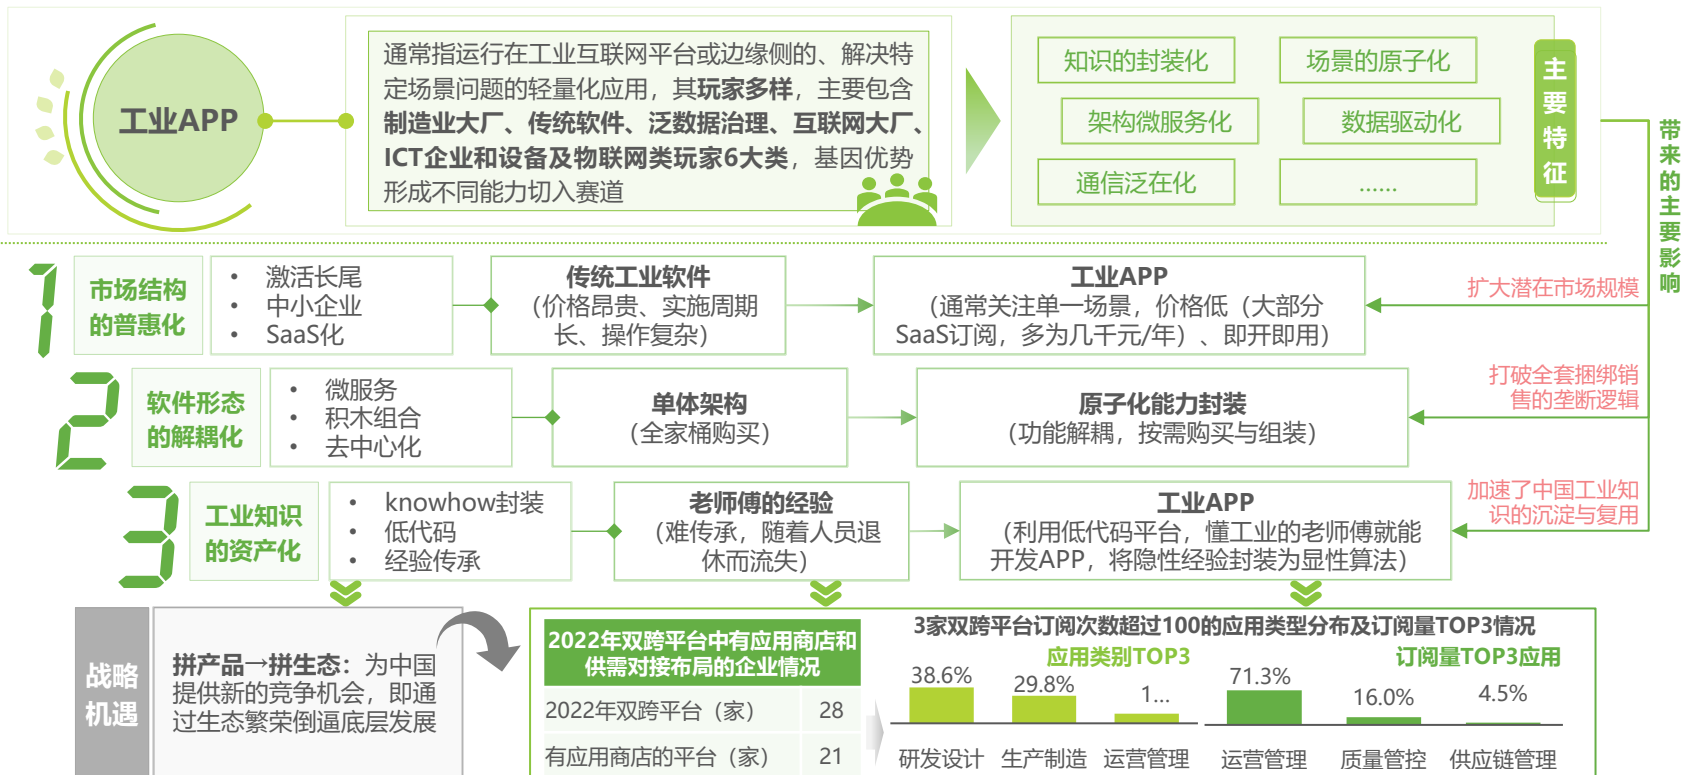 工业APP
通常指运行在工业互联网平台或边缘侧的、解决特
定场景问题的轻量化应用，其玩家多样，主要包含
制造业大厂、传统软件、泛数据治理、互联网大厂、
ICT企业和设备及物联网类玩家6大类，基因优势
形成不同能力切入赛道
知识的封装化
场景的原子化
架构微服务化
数据驱动化
通信泛在化
……
主要特征
带来的主要影响
1
市场结构
的普惠化
• 激活长尾
• 中小企业
• SaaS化
传统工业软件
（价格昂贵、实施周期
长、操作复杂）
工业APP
（通常关注单一场景，价格低（大部分
SaaS订阅，多为几千元/年）、即开即用）
扩大潜在市场规模
2
软件形态
的解耦化
• 微服务
• 积木组合
• 去中心化
单体架构
（全家桶购买）
原子化能力封装
（功能解耦，按需购买与组装）
打破全套捆绑销
售的垄断逻辑
3
工业知识
的资产化
• knowhow封装
• 低代码
• 经验传承
老师傅的经验
（难传承，随着人员退
休而流失）
工业APP
（利用低代码平台，懂工业的老师傅就能
开发APP，将隐性经验封装为显性算法）
加速了中国工业知
识的沉淀与复用
战略
机遇
拼产品→拼生态：为中国
提供新的竞争机会，即通
过生态繁荣倒逼底层发展
2022年双跨平台中有应用商店和
供需对接布局的企业情况
2022年双跨平台（家） 28
有应用商店的平台（家） 21
3家双跨平台订阅次数超过100的应用类型分布及订阅量TOP3情况
应用类别TOP3
38.6% 29.8% 1...
研发设计 生产制造 运营管理
订阅量TOP3应用
71.3% 16.0% 4.5%
运营管理 质量管控 供应链管理